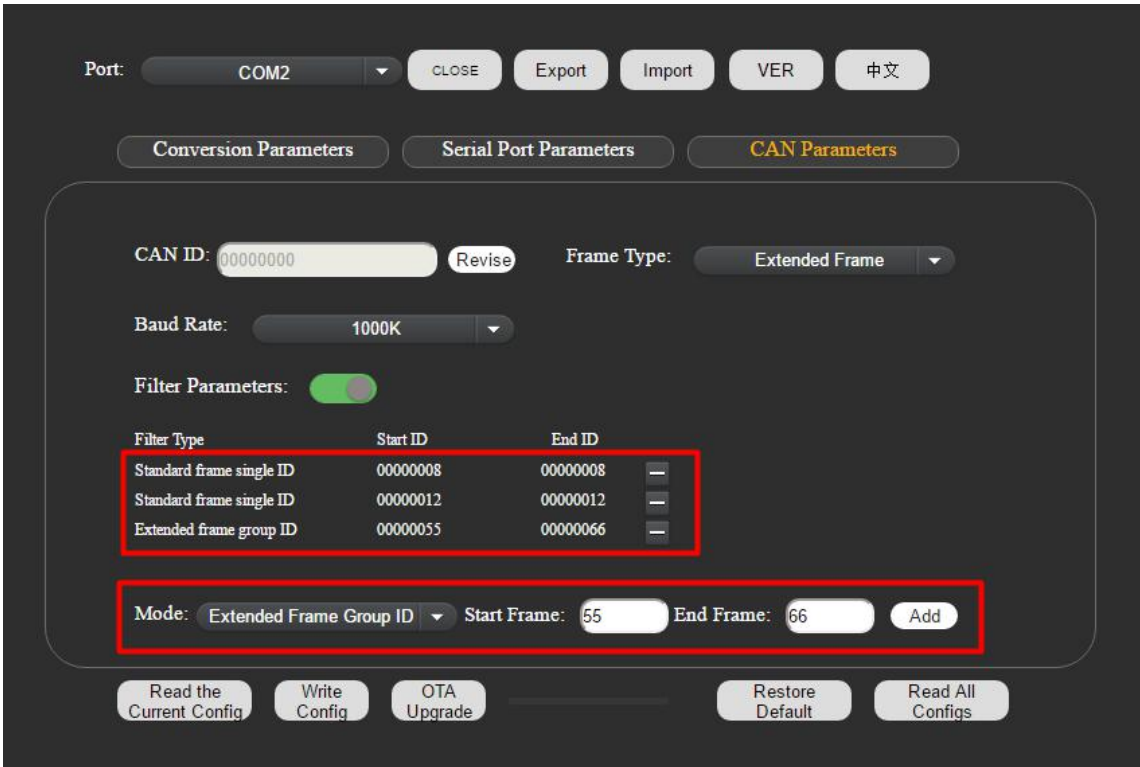 Port: COM2 CLOSE Export Import VER 中文
Conversion Parameters Serial Port Parameters CAN Parameters
CAN ID: 00000000 Revise Frame Type: Extended Frame
Baud Rate: 1000K
Filter Parameters:
Filter Type Start ID End ID
Standard frame single ID 00000008 00000008
Standard frame single ID 00000012 00000012
Extended frame group ID 00000055 00000066
Mode: Extended Frame Group ID Start Frame: 55 End Frame: 66 Add
Read the Current Config Write Config OTA Upgrade Restore Default Read All Configs